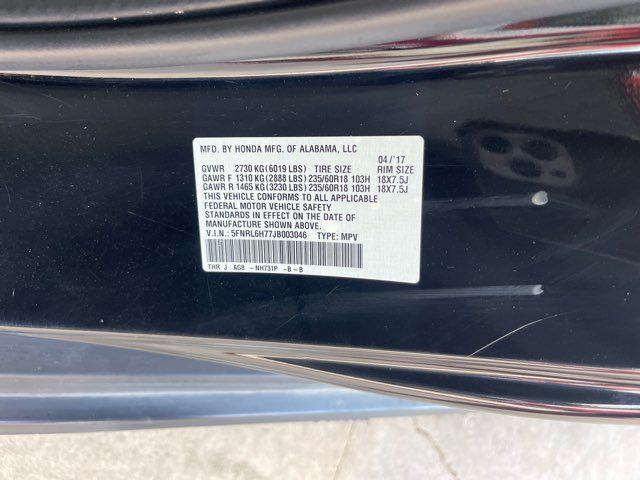 MFD. BY HONDA MFG. OF ALABAMA, LLC 04/'17
GVWR 2730 KG(6019 LBS) TIRE SIZE RIM SIZE
GAWR F 1310 KG(2888 LBS) 235/60R18 103H 18X7.5J
GAWR R 1465 KG(3230 LBS) 235/60R18 103H 18X7.5J
THIS VEHICLE CONFORMS TO ALL APPLICABLE
FEDERAL MOTOR VEHICLE SAFETY
STANDARDS IN EFFECT ON THE DATE OF
MANUFACTURE SHOWN ABOVE.
V.I.N.: 5FNRL6H77JB003046 TYPE: MPV
THR J AG8 -NH731P -B-B